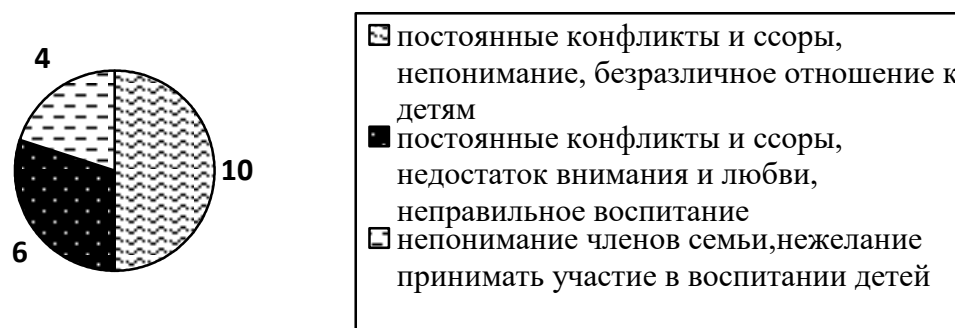 4
10
6
постоянные конфликты и ссоры,
непонимание, безразличное отношение к
детям
постоянные конфликты и ссоры,
недостаток внимания и любви,
неправильное воспитание
непонимание членов семьи,нежелание
принимать участие в воспитании детей